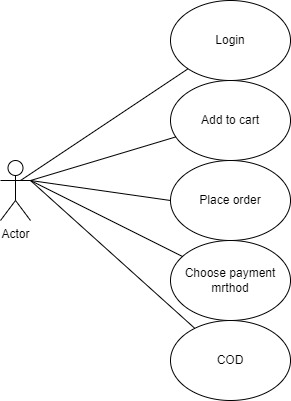 Login
Add to cart
Place order
Actor
Choose payment
mrthod
COD